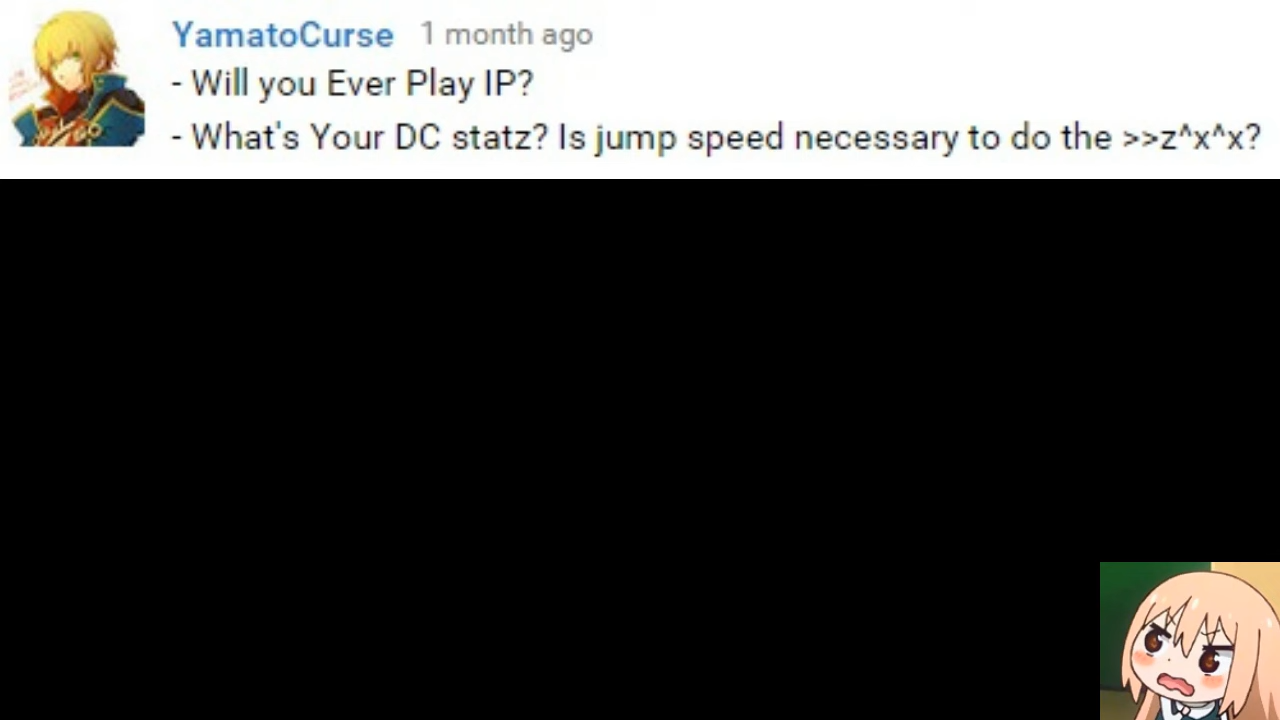 YamatoCurse 1 month ago
- Will you Ever Play IP?
- What's Your DC statz? Is jump speed necessary to do the >>z^x^x?